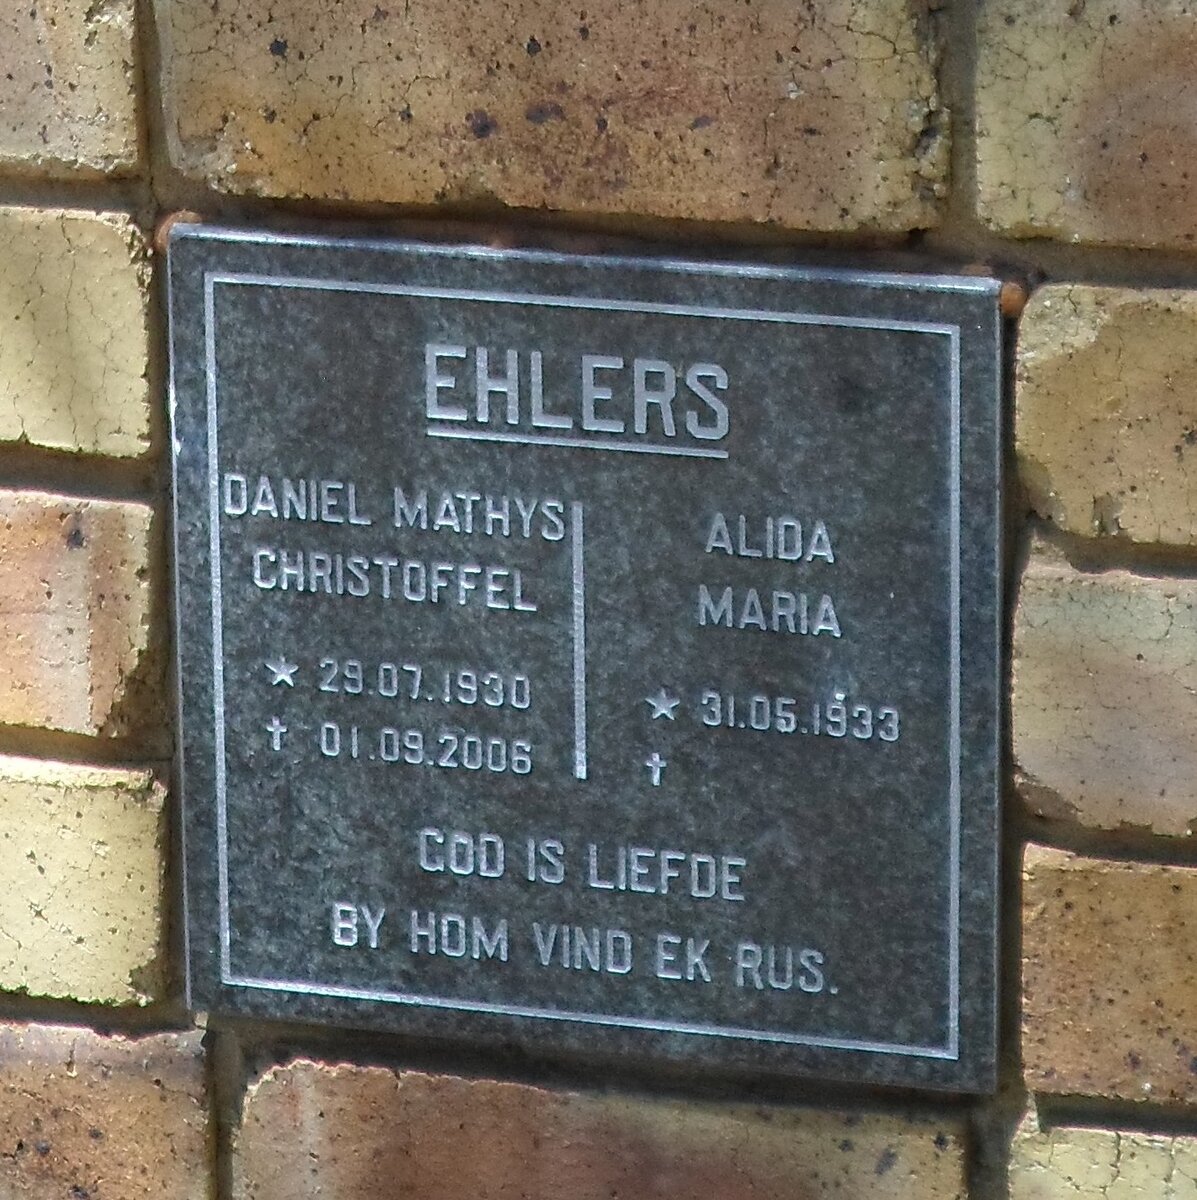 EHLERS
DANIEL MATHYS
CHRISTOFFEL
★ 29.07.1930
✝ 01.09.2006
ALIDA
MARIA
★ 31.05.1933
✝
GOD IS LIEFDE
BY HOM VIND EK RUS.